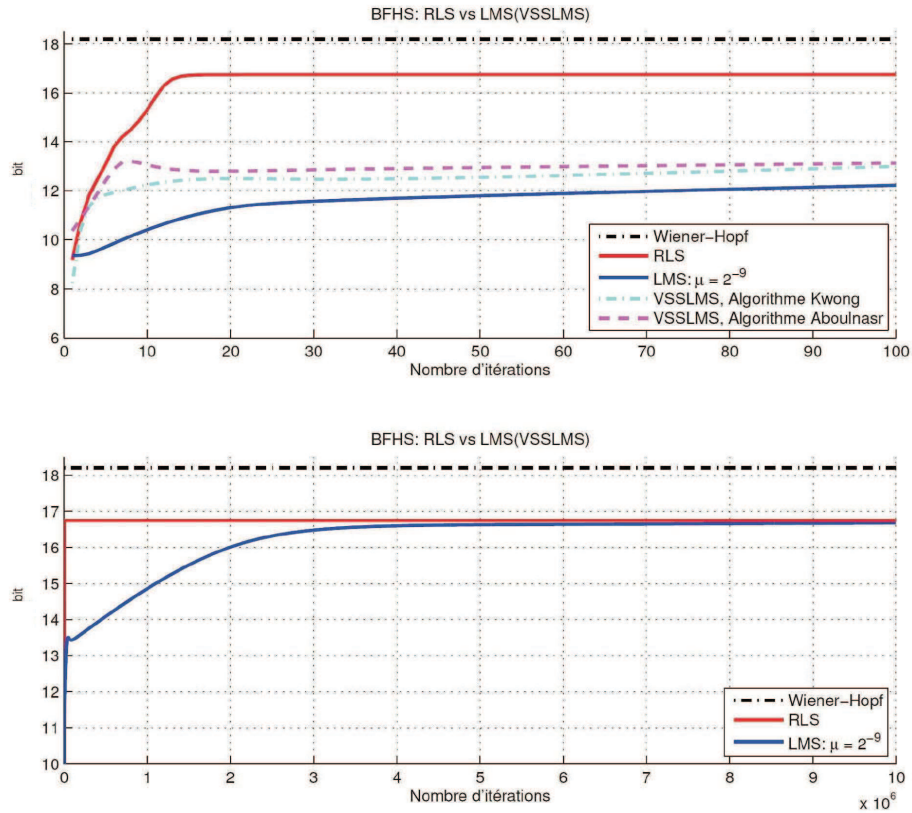 BFHS: RLS vs LMS(VSSLMS)
18
16
14
12
10
8
6
bit
Wiener−Hopf
RLS
LMS: μ = 2⁻⁹
VSSLMS, Algorithme Kwong
VSSLMS, Algorithme Aboulnasr
0 10 20 30 40 50 60 70 80 90 100
Nombre d'itérations
BFHS: RLS vs LMS(VSSLMS)
18
17
16
15
14
13
12
11
10
bit
Wiener−Hopf
RLS
LMS: μ = 2⁻⁹
0 1 2 3 4 5 6 7 8 9 10
Nombre d'itérations
x 10⁶